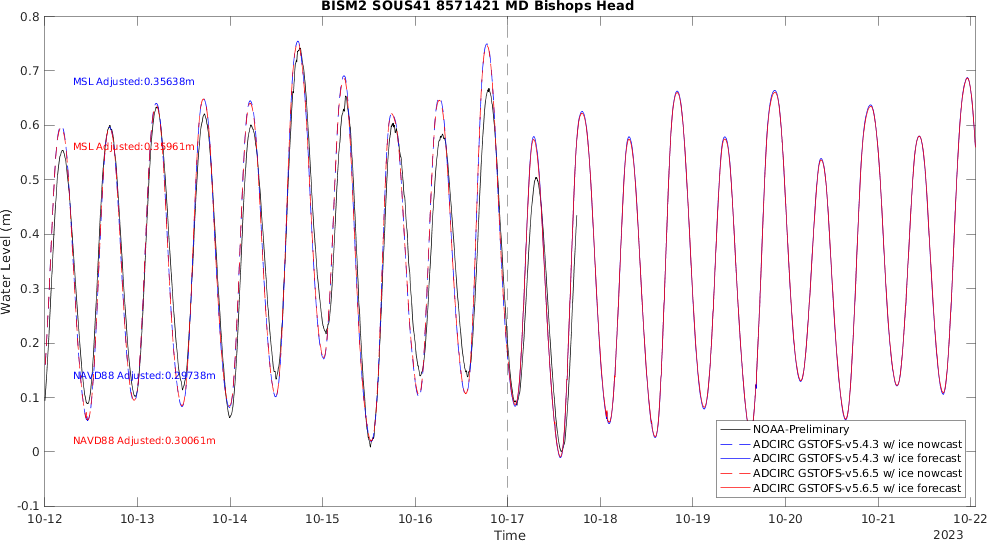 BISM2 SOUS41 8571421 MD Bishops Head
0.8
0.7
0.6
0.5
0.4
0.3
0.2
0.1
0
-0.1
Water Level (m)
MSL Adjusted:0.35638m
MSL Adjusted:0.35961m
NAVD88 Adjusted:0.29738m
NAVD88 Adjusted:0.30061m
NOAA-Preliminary
ADCIRC GSTOFS-v5.4.3 w/ ice nowcast
ADCIRC GSTOFS-v5.4.3 w/ ice forecast
ADCIRC GSTOFS-v5.6.5 w/ ice nowcast
ADCIRC GSTOFS-v5.6.5 w/ ice forecast
10-12 10-13 10-14 10-15 10-16 10-17 10-18 10-19 10-20 10-21 10-22
Time
2023